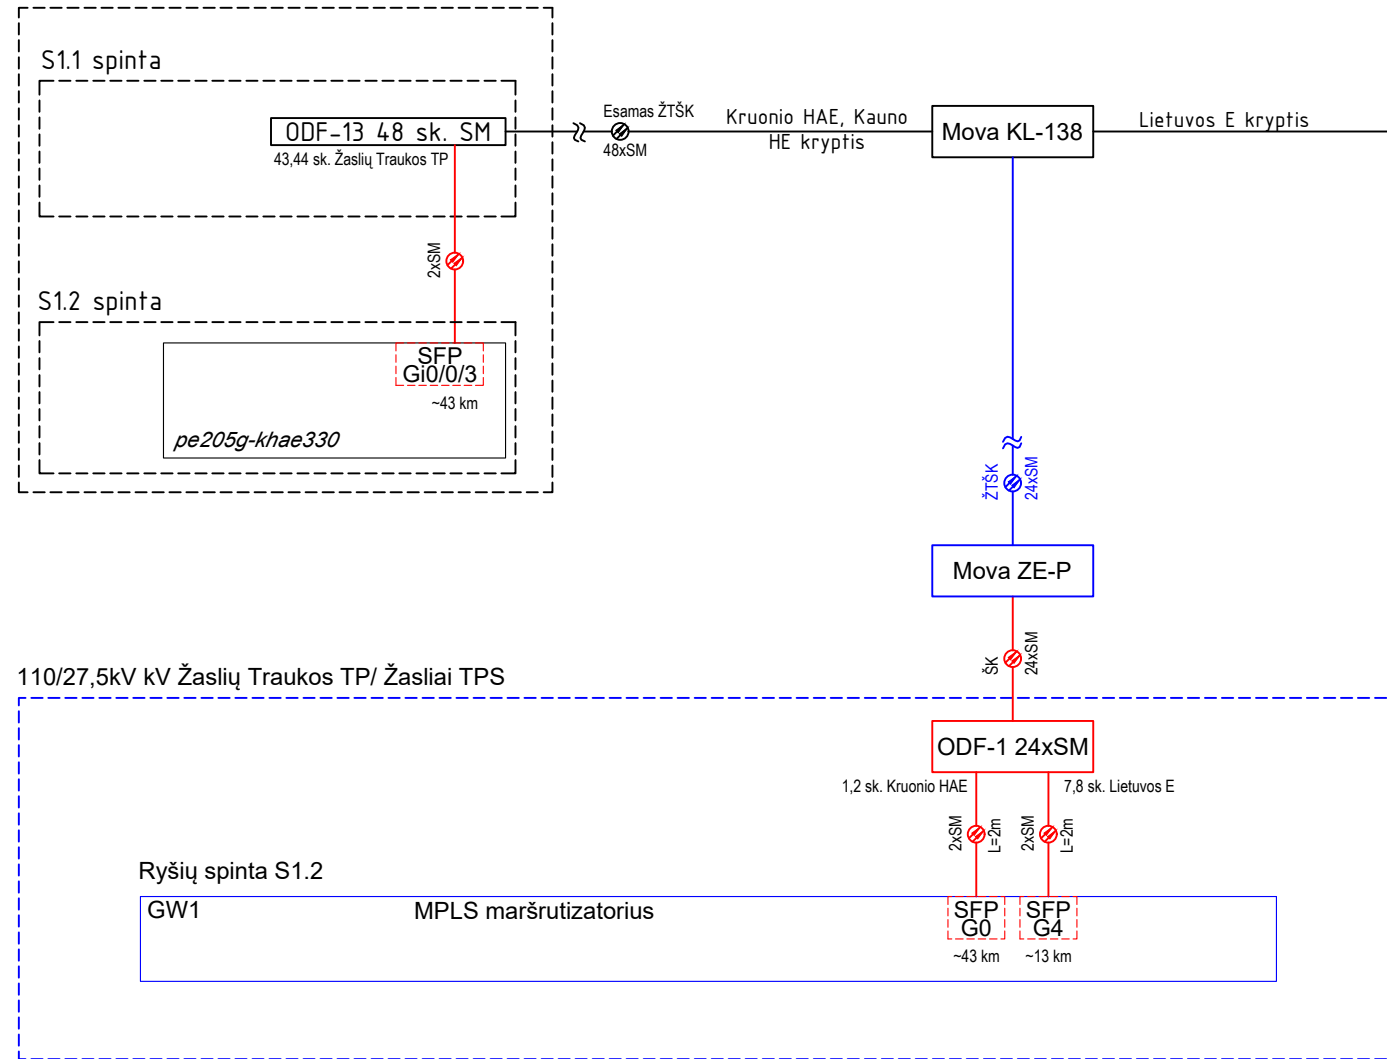 S1.1 spinta
ODF-13 48 sk. SM
43,44 sk. Žaslių Traukos TP
Esamas ŽTŠK
48xSM
Kruonio HAE, Kauno
HE kryptis
Mova KL-138
Lietuvos E kryptis
2xSM
S1.2 spinta
SFP
Gi0/0/3
~43 km
pe205g-khae330
ŽTŠK
24xSM
Mova ZE-P
ŠK
24xSM
110/27,5kV kV Žaslių Traukos TP/ Žasliai TPS
ODF-1 24xSM
1,2 sk. Kruonio HAE
7,8 sk. Lietuvos E
2xSM
L=2m
2xSM
L=2m
Ryšių spinta S1.2
GW1
MPLS maršrutizatorius
SFP
G0
~43 km
SFP
G4
~13 km